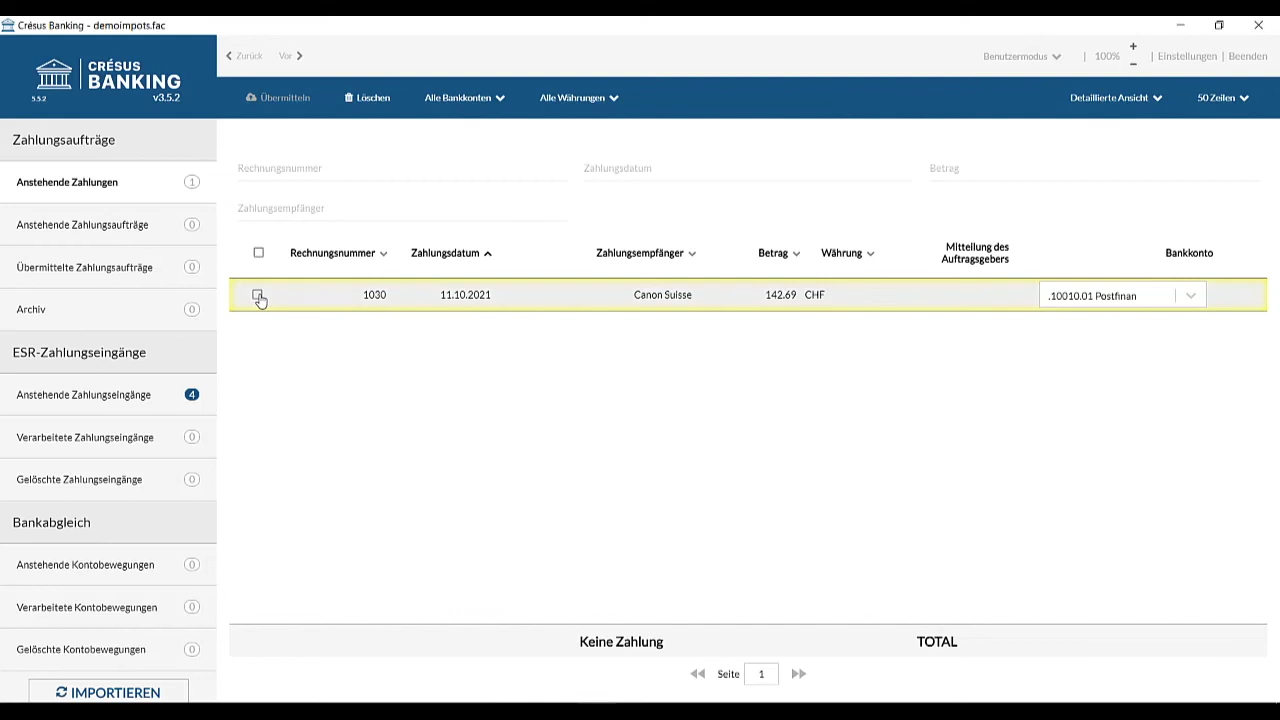 Crésus Banking - demoimpots.fac
Zurück Vor Benutzermodus | 100% + - | Einstellungen | Beenden
CRÉSUS
BANKING
5.5.2 v3.5.2
Übermitteln Löschen Alle Bankkonten Alle Währungen Detaillierte Ansicht 50 Zeilen
Zahlungsaufträge
Anstehende Zahlungen 1
Anstehende Zahlungsaufträge 0
Übermittelte Zahlungsaufträge 0
Archiv 0
ESR-Zahlungseingänge
Anstehende Zahlungseingänge 4
Verarbeitete Zahlungseingänge 0
Gelöschte Zahlungseingänge 0
Bankabgleich
Anstehende Kontobewegungen 0
Verarbeitete Kontobewegungen 0
Gelöschte Kontobewegungen 0
IMPORTIEREN
Rechnungsnummer Zahlungsdatum Betrag
Zahlungsempfänger
Rechnungsnummer Zahlungsdatum Zahlungsempfänger Betrag Währung Mitteilung des Auftragsgebers Bankkonto
1030 11.10.2021 Canon Suisse 142.69 CHF .10010.01 Postfinan
Keine Zahlung TOTAL
Seite 1